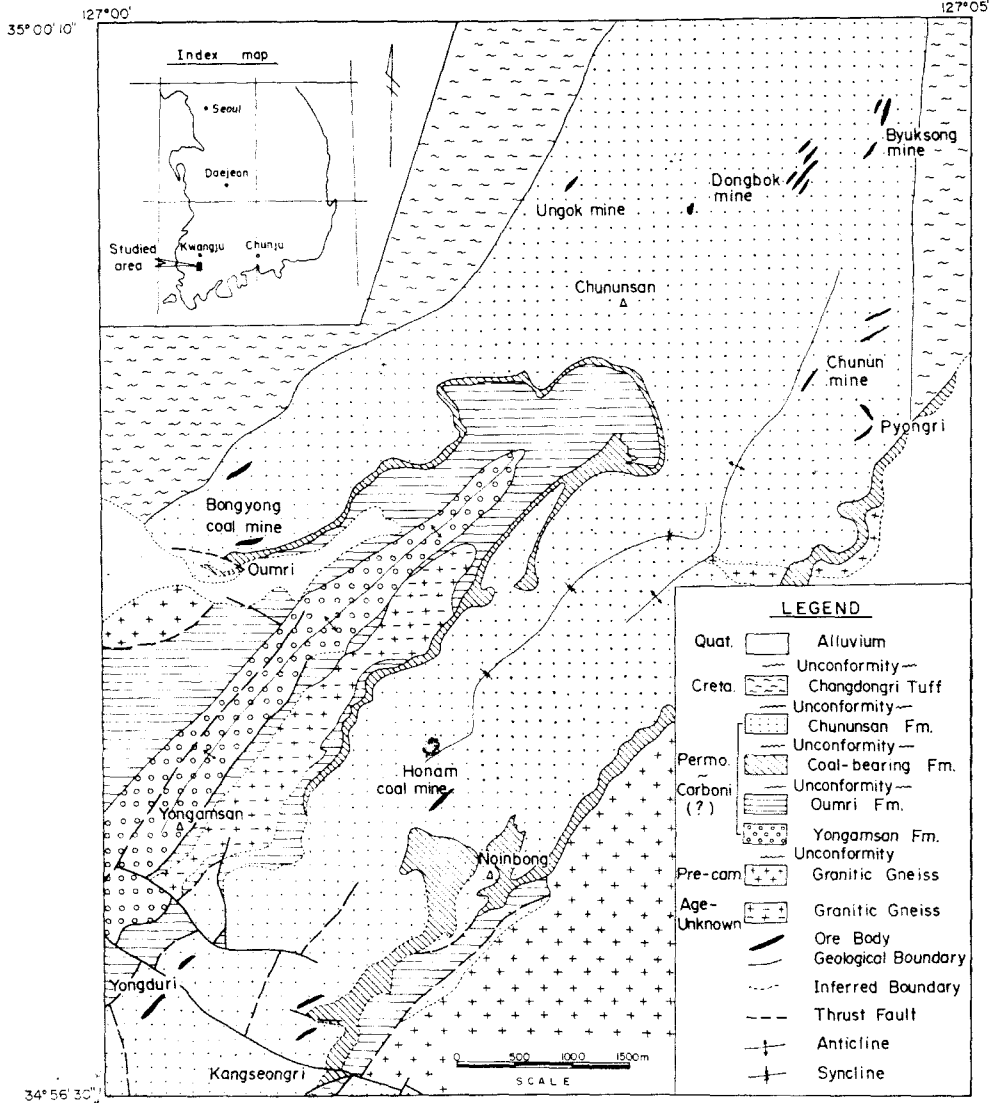 127°00'
127°05'
35°00'10"
Index map
Seoul
Daejeon
Kwangju
Chunju
Studied
area
Byuksong
mine
Dongbok
mine
Ungok mine
Chununsan
Chunun
mine
Pyongri
Bongyong
coal mine
Oumri
Honam
coal mine
Yongamsan
Noinbong
Yongduri
Kangseongri
34°56'30"
0 500 1000 1500m
SCALE
LEGEND
Quat. Alluvium
Unconformity
Creta. Changdongri Tuff
Unconformity
Chununsan Fm.
Unconformity
Permo. ~ Carboni (?)
Coal-bearing Fm.
Unconformity
Oumri Fm.
Yongamsan Fm.
Unconformity
Pre-cam. Granitic Gneiss
Age-Unknown Granitic Gneiss
Ore Body
Geological Boundary
Inferred Boundary
Thrust Fault
Anticline
Syncline